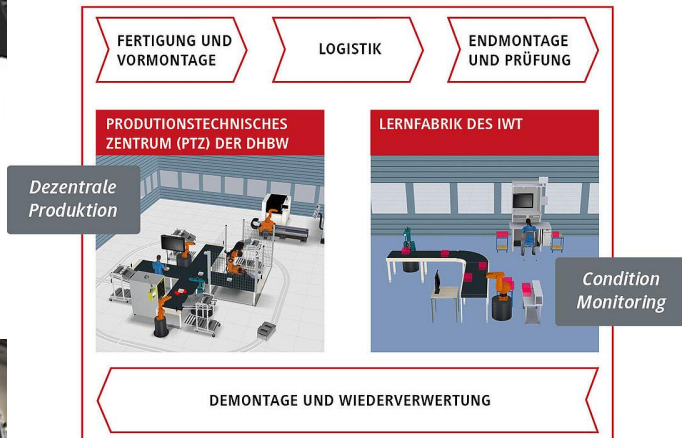 FERTIGUNG UND
VORMONTAGE
LOGISTIK
ENDMONTAGE
UND PRÜFUNG
PRODUTIONSTECHNISCHES
ZENTRUM (PTZ) DER DHBW
LERNFABRIK DES IWT
Dezentrale
Produktion
Condition
Monitoring
DEMONTAGE UND WIEDERVERWERTUNG